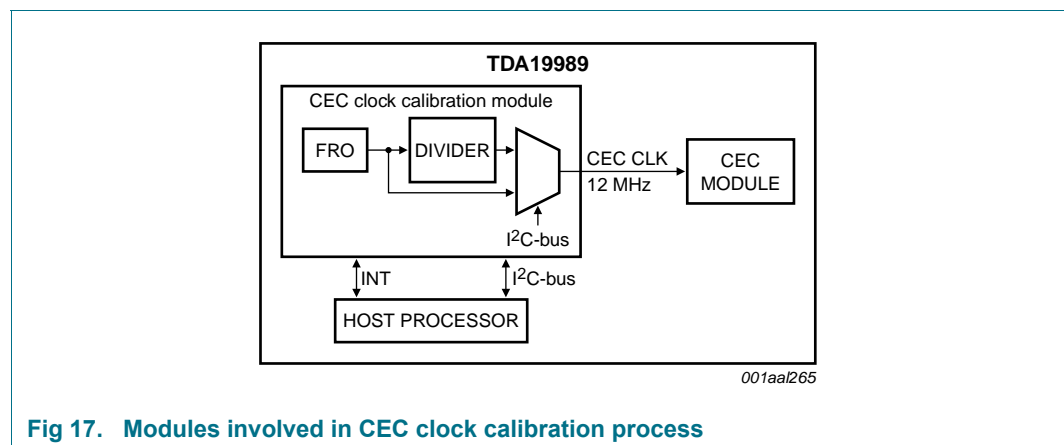 TDA19989
CEC clock calibration module
FRO
DIVIDER
CEC CLK
12 MHz
CEC
MODULE
I2C-bus
INT
I2C-bus
HOST PROCESSOR
001aal265
Fig 17. Modules involved in CEC clock calibration process